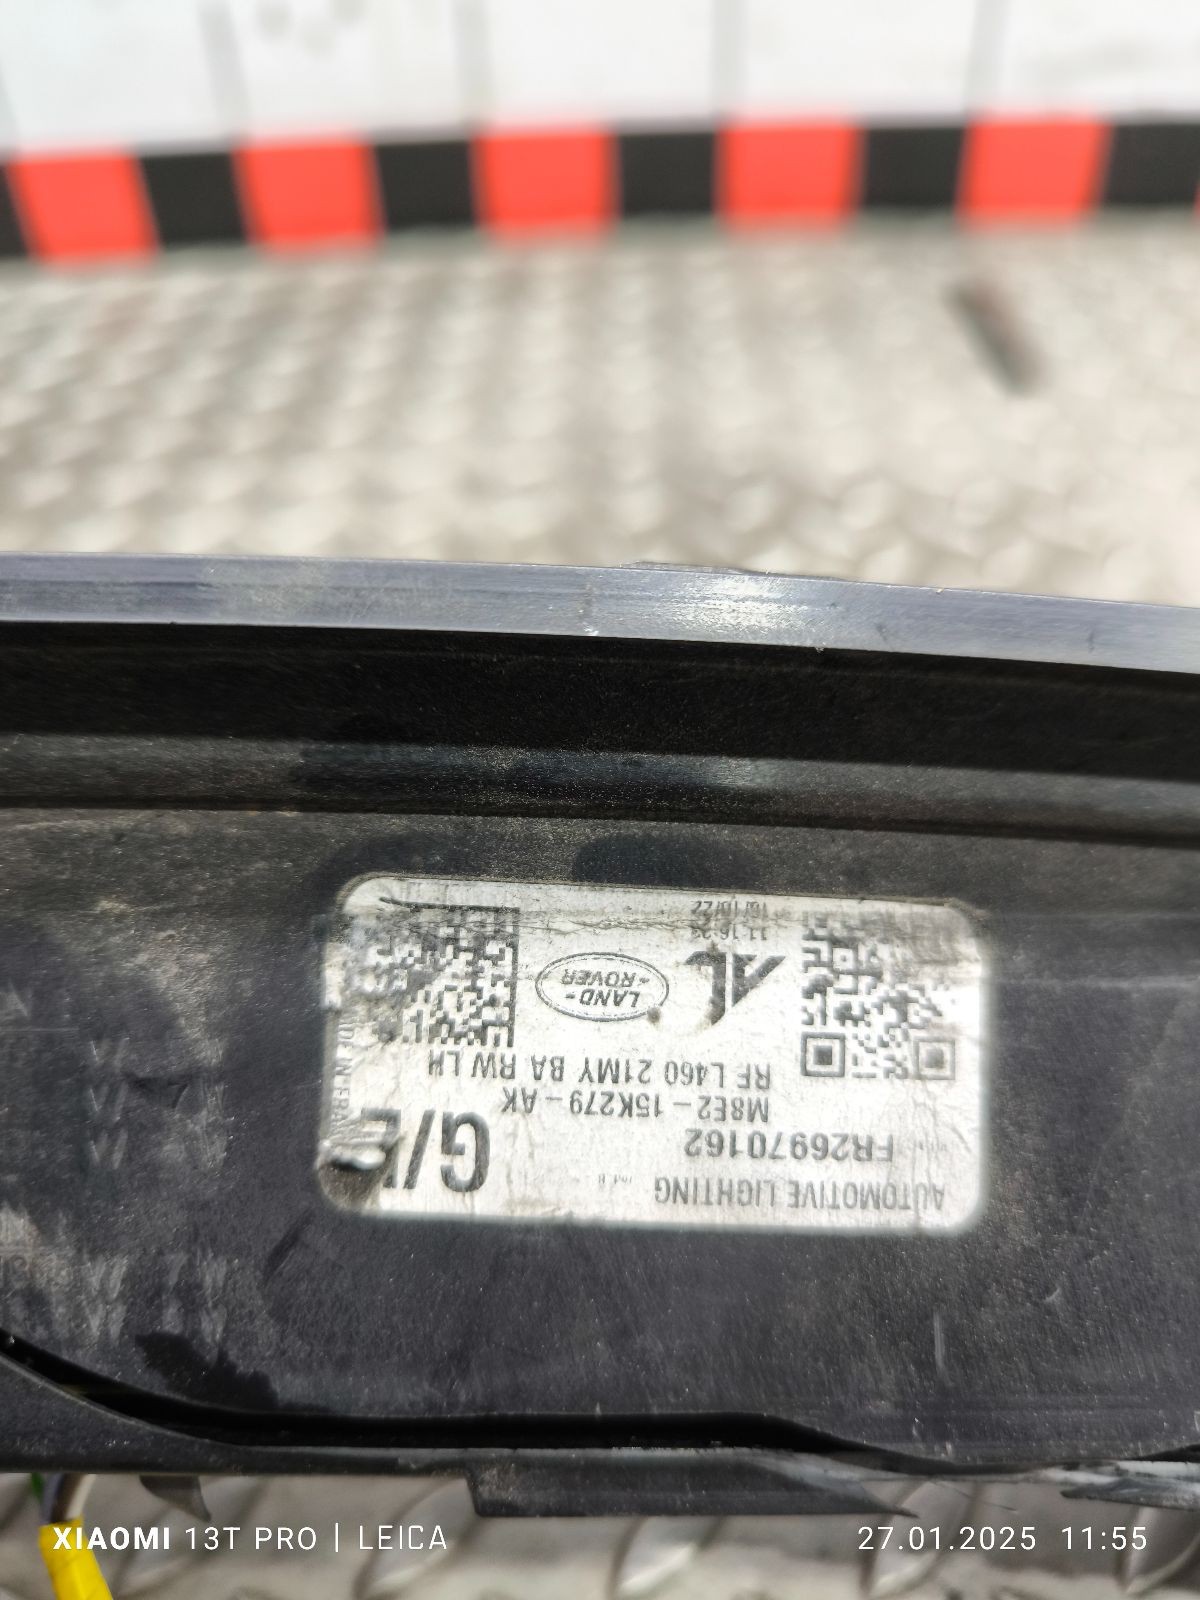 AUTOMOTIVE LIGHTING
FR26970162
G/E
M8E2-15K279-AK
RF L460 21MY BA RW LH
AL
LAND-
-ROVER
XIAOMI 13T PRO | LEICA
27.01.2025 11:55